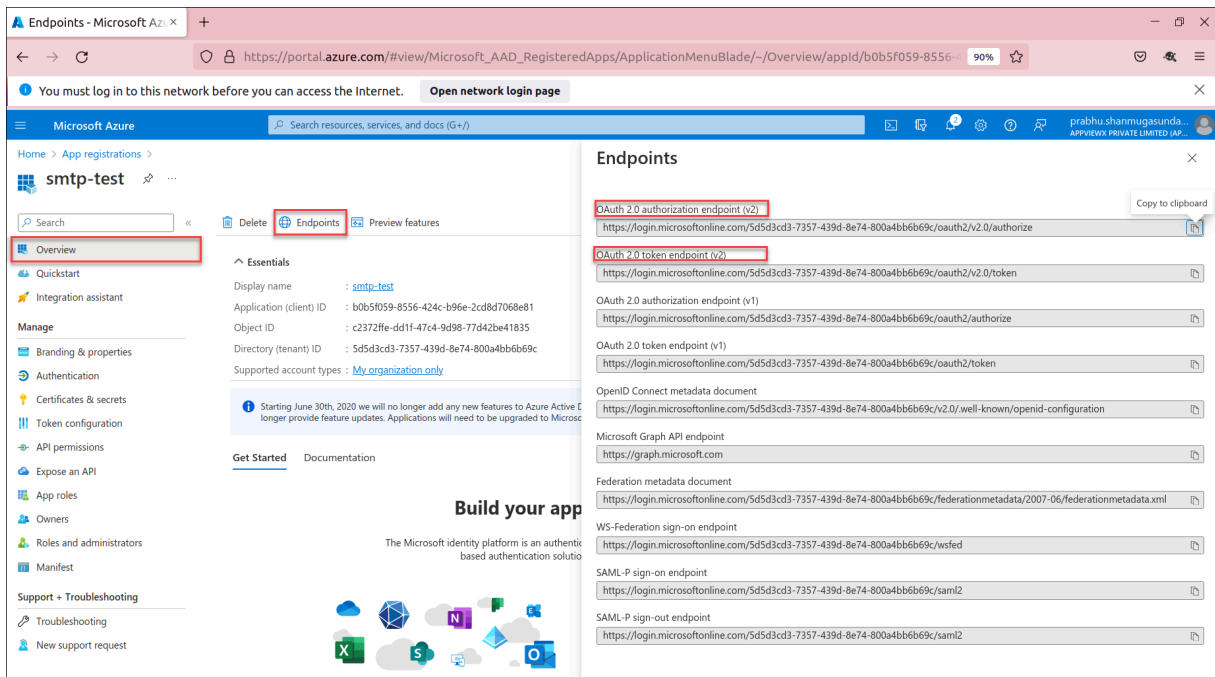 Endpoints - Microsoft Azu ×
+
https://portal.azure.com/#view/Microsoft_AAD_RegisteredApps/ApplicationMenuBlade/~/Overview/appId/b0b5f059-8556-4
90%
You must log in to this network before you can access the Internet.
Open network login page
Microsoft Azure
Search resources, services, and docs (G+/)
2
prabhu.shanmugasunda...
APPVIEWX PRIVATE LIMITED (AP...
Home > App registrations >
smtp-test
...
Search
«
Overview
Quickstart
Integration assistant
Manage
Branding & properties
Authentication
Certificates & secrets
Token configuration
API permissions
Expose an API
App roles
Owners
Roles and administrators
Manifest
Support + Troubleshooting
Troubleshooting
New support request
Delete
Endpoints
Preview features
Essentials
Display name : smtp-test
Application (client) ID : b0b5f059-8556-424c-b96e-2cd8d7068e81
Object ID : c2372ffe-dd1f-47c4-9d98-77d42be41835
Directory (tenant) ID : 5d5d3cd3-7357-439d-8e74-800a4bb6b69c
Supported account types : My organization only
Starting June 30th, 2020 we will no longer add any new features to Azure Active D
longer provide feature updates. Applications will need to be upgraded to Microso
Get Started
Documentation
Build your app
The Microsoft identity platform is an authentic
based authentication solutio
N
E
X
S
O
Endpoints
Copy to clipboard
OAuth 2.0 authorization endpoint (v2)
https://login.microsoftonline.com/5d5d3cd3-7357-439d-8e74-800a4bb6b69c/oauth2/v2.0/authorize
OAuth 2.0 token endpoint (v2)
https://login.microsoftonline.com/5d5d3cd3-7357-439d-8e74-800a4bb6b69c/oauth2/v2.0/token
OAuth 2.0 authorization endpoint (v1)
https://login.microsoftonline.com/5d5d3cd3-7357-439d-8e74-800a4bb6b69c/oauth2/authorize
OAuth 2.0 token endpoint (v1)
https://login.microsoftonline.com/5d5d3cd3-7357-439d-8e74-800a4bb6b69c/oauth2/token
OpenID Connect metadata document
https://login.microsoftonline.com/5d5d3cd3-7357-439d-8e74-800a4bb6b69c/v2.0/.well-known/openid-configuration
Microsoft Graph API endpoint
https://graph.microsoft.com
Federation metadata document
https://login.microsoftonline.com/5d5d3cd3-7357-439d-8e74-800a4bb6b69c/federationmetadata/2007-06/federationmetadata.xml
WS-Federation sign-on endpoint
https://login.microsoftonline.com/5d5d3cd3-7357-439d-8e74-800a4bb6b69c/wsfed
SAML-P sign-on endpoint
https://login.microsoftonline.com/5d5d3cd3-7357-439d-8e74-800a4bb6b69c/saml2
SAML-P sign-out endpoint
https://login.microsoftonline.com/5d5d3cd3-7357-439d-8e74-800a4bb6b69c/saml2